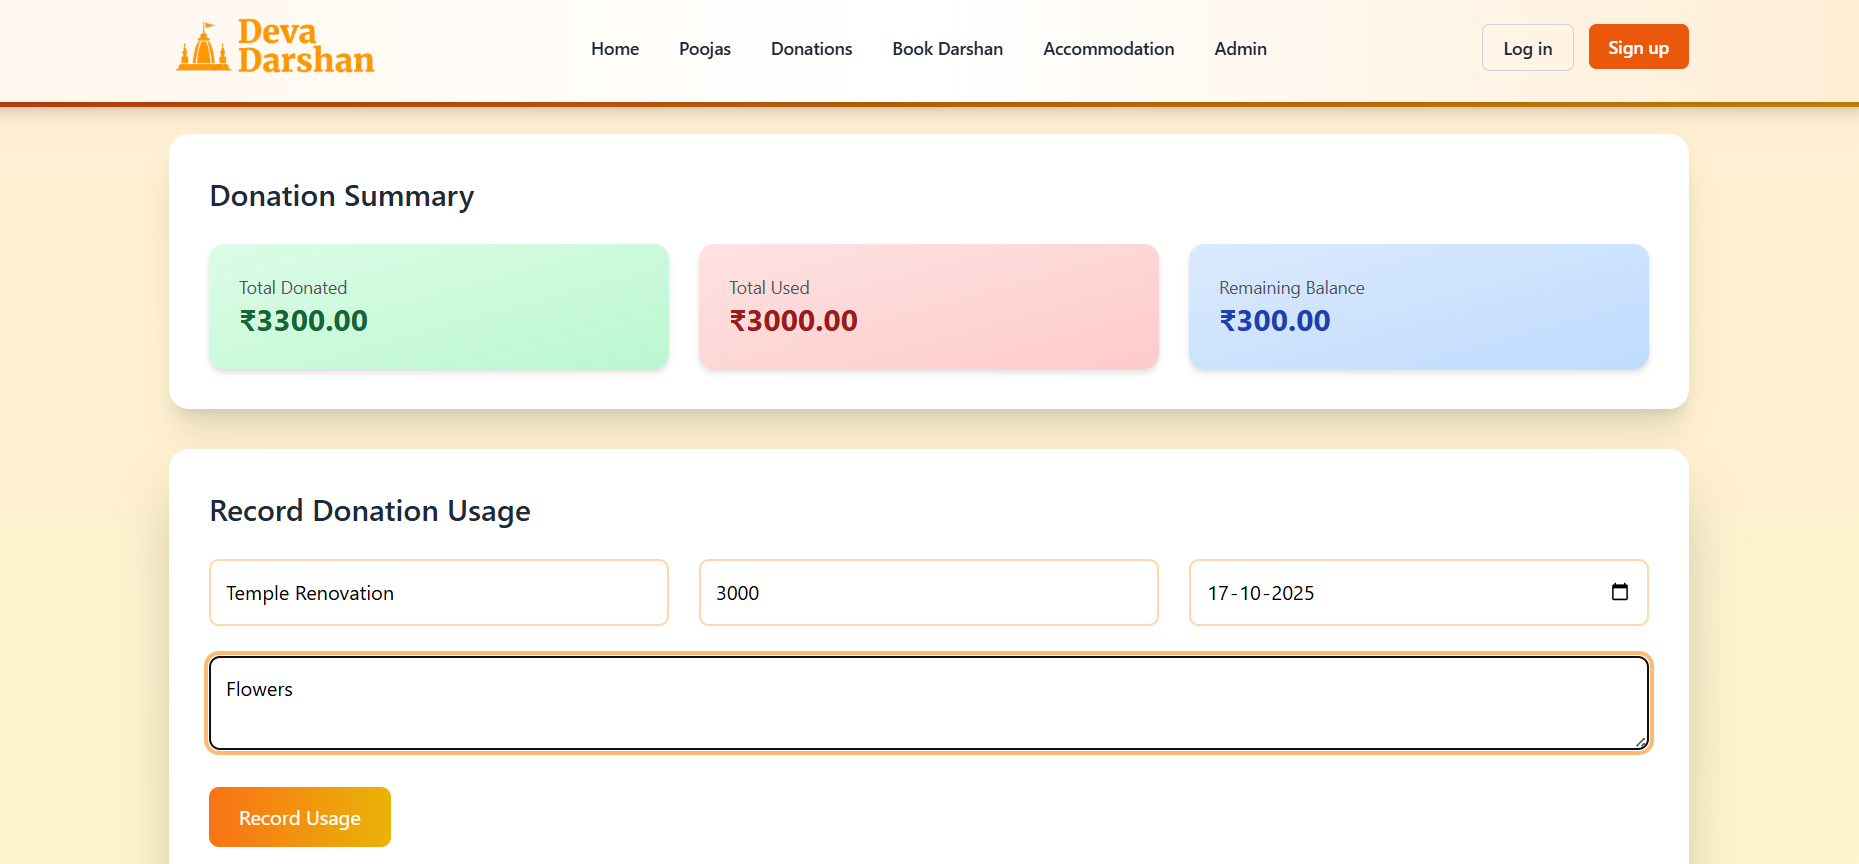 Deva
Darshan
Home Poojas Donations Book Darshan Accommodation Admin
Log in Sign up
Donation Summary
Total Donated
₹3300.00
Total Used
₹3000.00
Remaining Balance
₹300.00
Record Donation Usage
Temple Renovation
3000
17-10-2025
Flowers
Record Usage